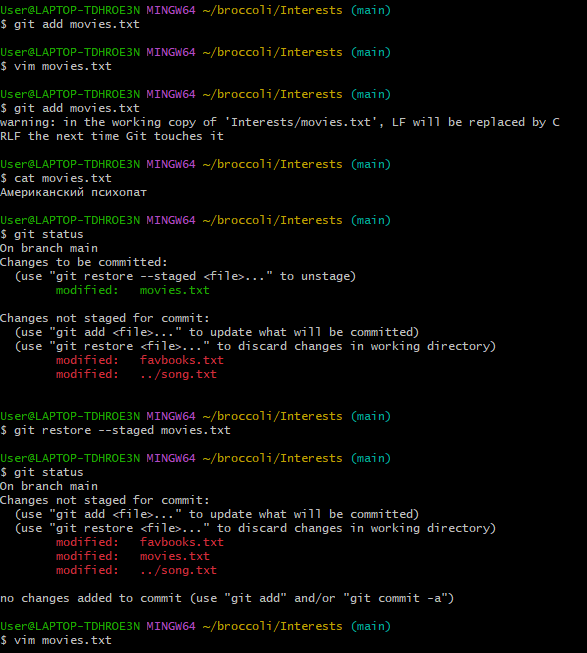 User@LAPTOP-TDHROE3N MINGW64 ~/broccoli/Interests (main)
$ git add movies.txt
User@LAPTOP-TDHROE3N MINGW64 ~/broccoli/Interests (main)
$ vim movies.txt
User@LAPTOP-TDHROE3N MINGW64 ~/broccoli/Interests (main)
$ git add movies.txt
warning: in the working copy of 'Interests/movies.txt', LF will be replaced by C
RLF the next time Git touches it
User@LAPTOP-TDHROE3N MINGW64 ~/broccoli/Interests (main)
$ cat movies.txt
Американский психопат
User@LAPTOP-TDHROE3N MINGW64 ~/broccoli/Interests (main)
$ git status
On branch main
Changes to be committed:
  (use "git restore --staged <file>..." to unstage)
        modified:   movies.txt
Changes not staged for commit:
  (use "git add <file>..." to update what will be committed)
  (use "git restore <file>..." to discard changes in working directory)
        modified:   favbooks.txt
        modified:   ../song.txt
User@LAPTOP-TDHROE3N MINGW64 ~/broccoli/Interests (main)
$ git restore --staged movies.txt
User@LAPTOP-TDHROE3N MINGW64 ~/broccoli/Interests (main)
$ git status
On branch main
Changes not staged for commit:
  (use "git add <file>..." to update what will be committed)
  (use "git restore <file>..." to discard changes in working directory)
        modified:   favbooks.txt
        modified:   movies.txt
        modified:   ../song.txt
no changes added to commit (use "git add" and/or "git commit -a")
User@LAPTOP-TDHROE3N MINGW64 ~/broccoli/Interests (main)
$ vim movies.txt